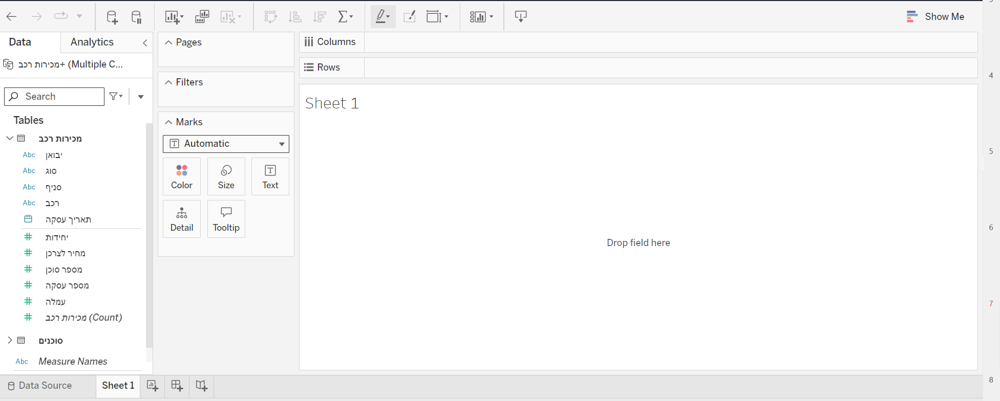 Show Me
Data
Analytics
מכירות רכב+ (Multiple C...
Search
Tables
מכירות רכב
Abc יבואן
Abc סוג
Abc סניף
Abc רכב
תאריך עסקה
יחידות
מחיר לצרכן
מספר סוכן
מספר עסקה
עמלה
מכירות רכב (Count)
סוכנים
Abc Measure Names
Pages
Filters
Marks
T Automatic
Color
Size
T Text
Detail
Tooltip
Columns
Rows
Sheet 1
Drop field here
4
5
6
7
8
Data Source
Sheet 1